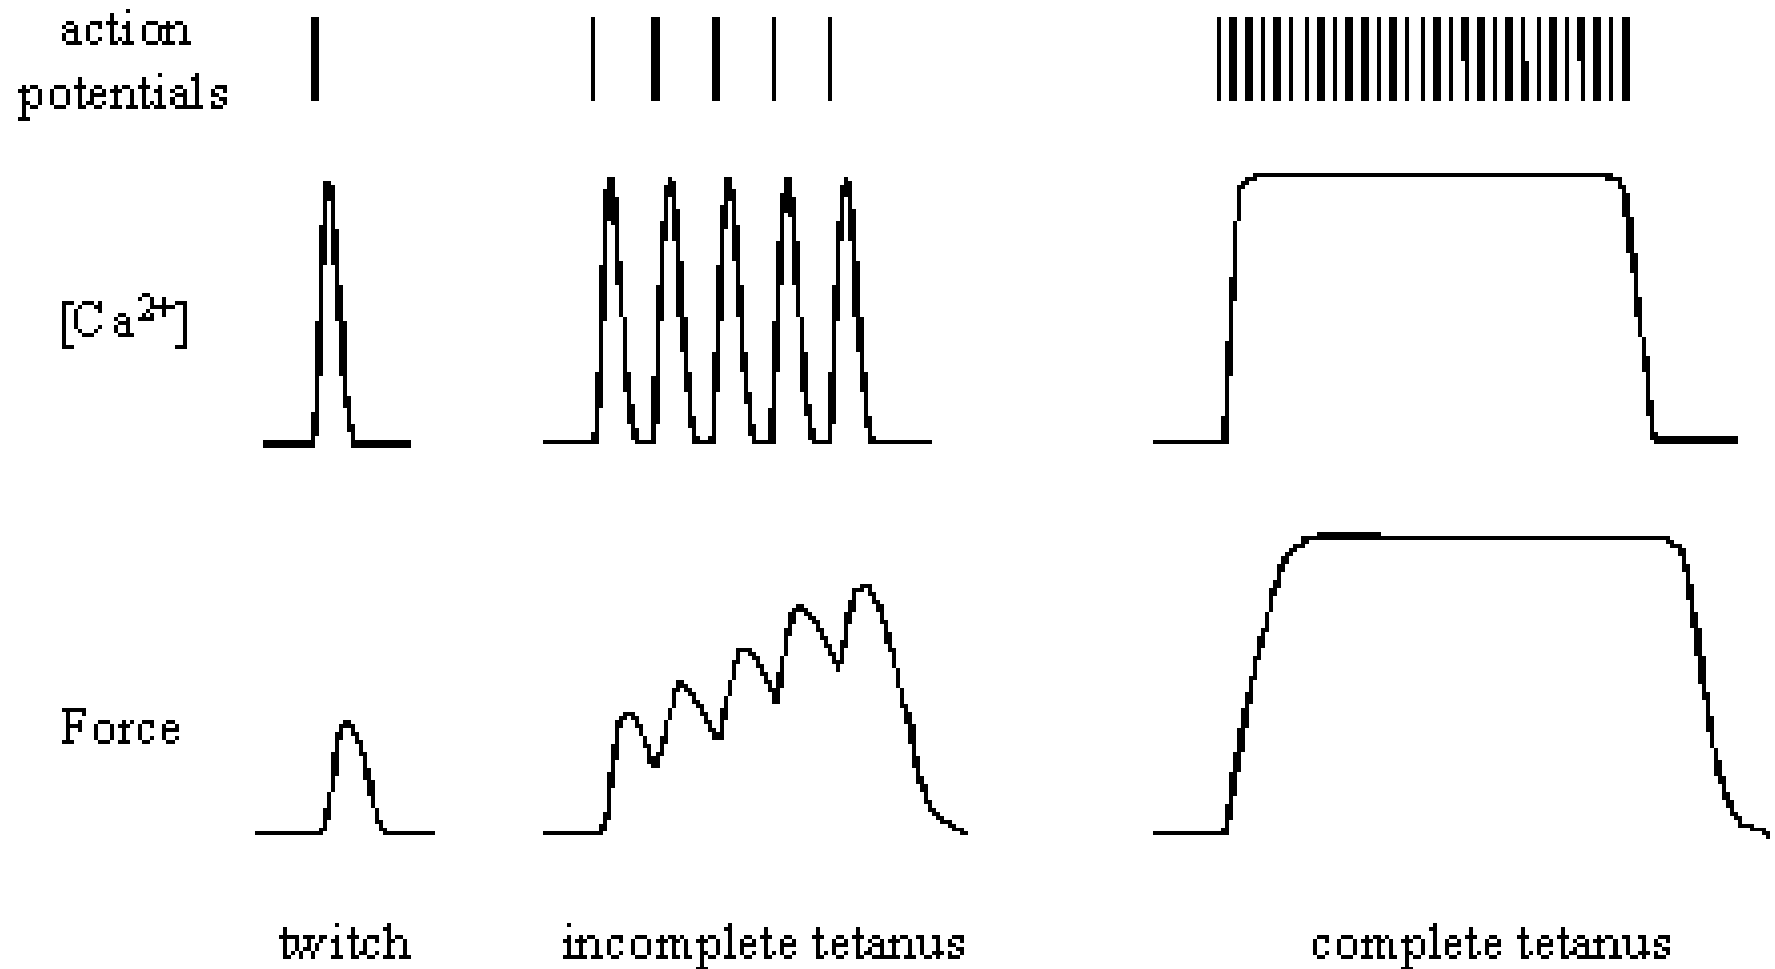 action
potentials
[Ca²⁺]
Force
twitch
incomplete tetanus
complete tetanus